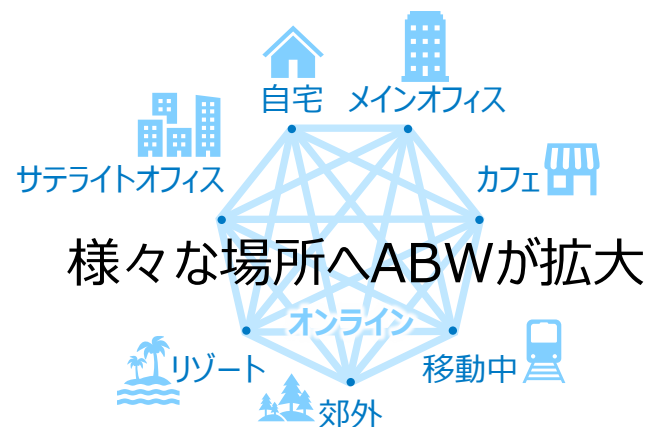 自宅
メインオフィス
サテライトオフィス
カフェ
様々な場所へABWが拡大
オンライン
リゾート
移動中
郊外